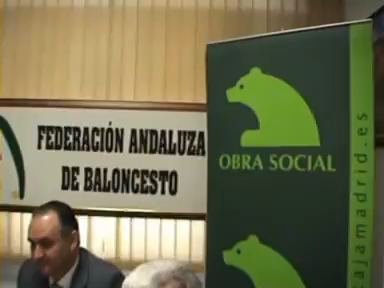 FEDERACIÓN ANDALUZA
DE BALONCESTO
OBRA SOCIAL
cajamadrid.es